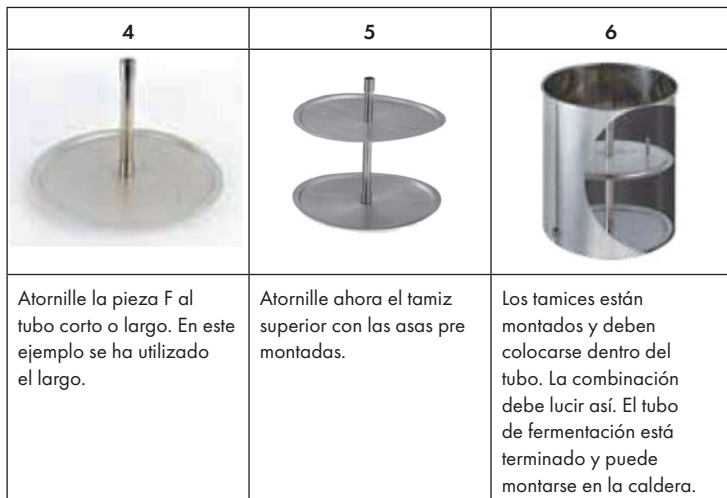 4
5
6
Atornille la pieza F al
tubo corto o largo. En este
ejemplo se ha utilizado
el largo.
Atornille ahora el tamiz
superior con las asas pre
montadas.
Los tamices están
montados y deben
colocarse dentro del
tubo. La combinación
debe lucir así. El tubo
de fermentación está
terminado y puede
montarse en la caldera.